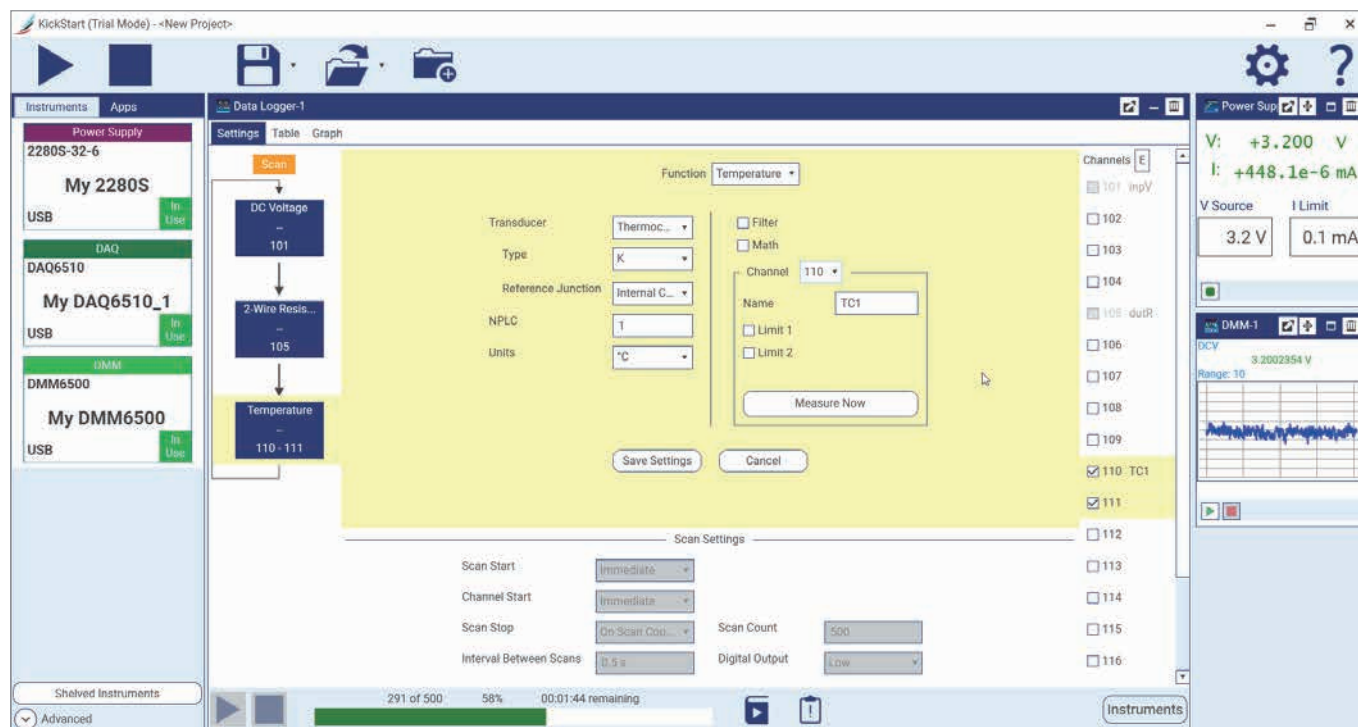 KickStart (Trial Mode) - <New Project>
Instruments Apps
Power Supply
2280S-32-6
My 2280S
USB In Use
DAQ
DAQ6510
My DAQ6510_1
USB In Use
DMM
DMM6500
My DMM6500
USB In Use
Shelved Instruments
Advanced
Data Logger-1
Settings Table Graph
Scan
DC Voltage
--
101
2-Wire Resis...
--
105
Temperature
--
110 - 111
Function Temperature
Transducer Thermoc...
Type K
Reference Junction Internal C...
NPLC 1
Units °C
Filter
Math
Channel 110
Name TC1
Limit 1
Limit 2
Measure Now
Save Settings Cancel
Channels E
101 inpV
102
103
104
105 dutR
106
107
108
109
110 TC1
111
112
113
114
115
116
Scan Settings
Scan Start Immediate
Channel Start Immediate
Scan Stop On Scan Cou...
Interval Between Scans 0.5 s
Scan Count 500
Digital Output Low
291 of 500 58% 00:01:44 remaining
Instruments
Power Sup
V: +3.200 V
I: +448.1e-6 mA
V Source I Limit
3.2 V 0.1 mA
DMM-1
DCV
3.2002354 V
Range: 10